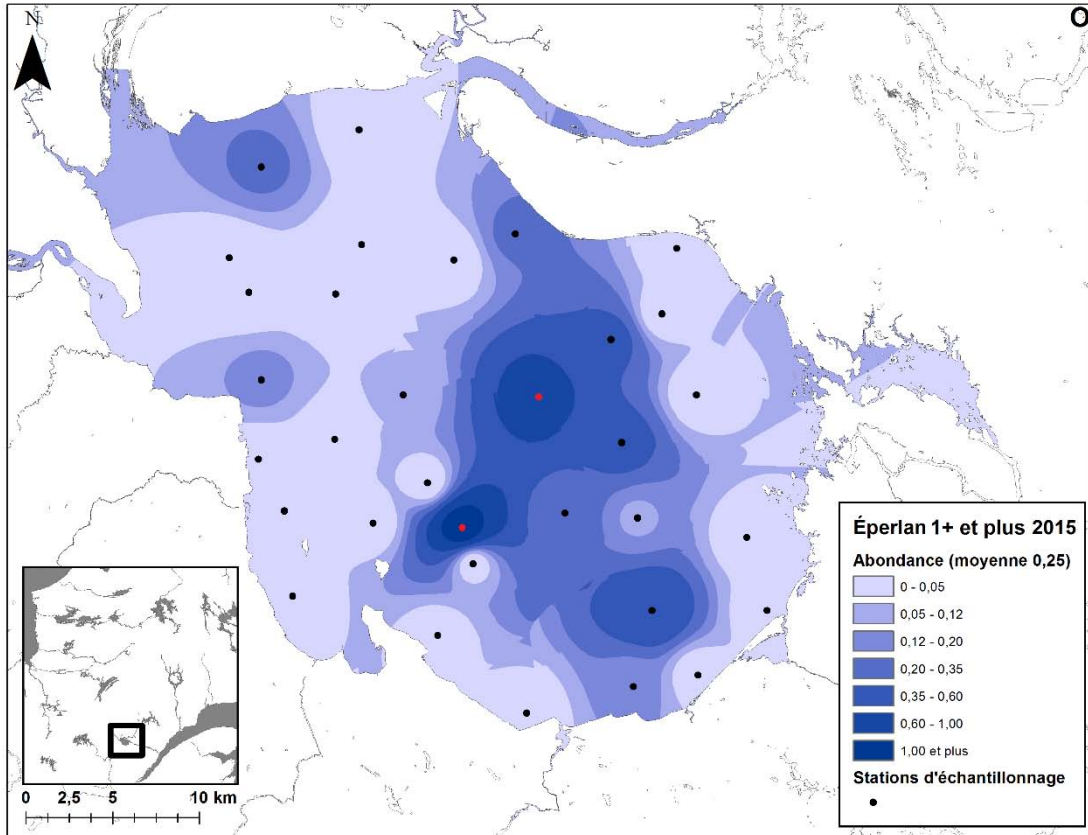 N
O
Éperlan 1+ et plus 2015
Abondance (moyenne 0,25)
0 - 0,05
0,05 - 0,12
0,12 - 0,20
0,20 - 0,35
0,35 - 0,60
0,60 - 1,00
1,00 et plus
Stations d'échantillonnage
0 2,5 5 10 km